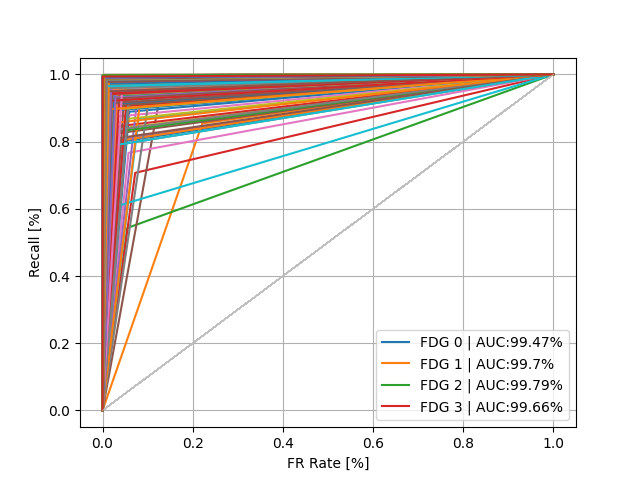 1.0
0.8
0.6
0.4
0.2
0.0
Recall [%]
FDG 0 | AUC:99.47%
FDG 1 | AUC:99.7%
FDG 2 | AUC:99.79%
FDG 3 | AUC:99.66%
0.0 0.2 0.4 0.6 0.8 1.0
FR Rate [%]